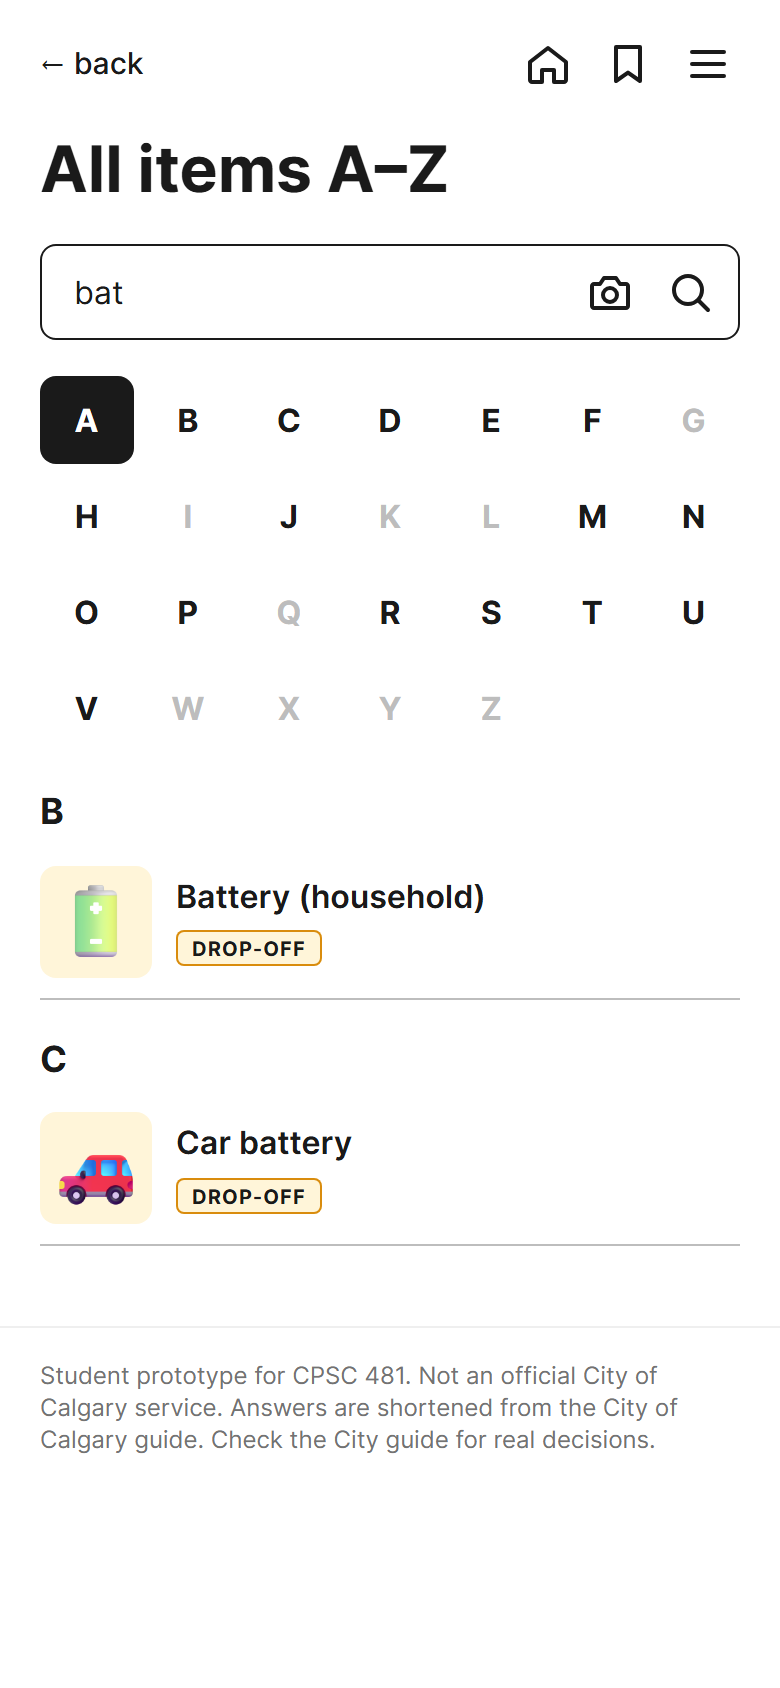 ← back
All items A–Z
bat
A B C D E F G
H I J K L M N
O P Q R S T U
V W X Y Z
B
Battery (household)
DROP-OFF
C
Car battery
DROP-OFF
Student prototype for CPSC 481. Not an official City of
Calgary service. Answers are shortened from the City of
Calgary guide. Check the City guide for real decisions.